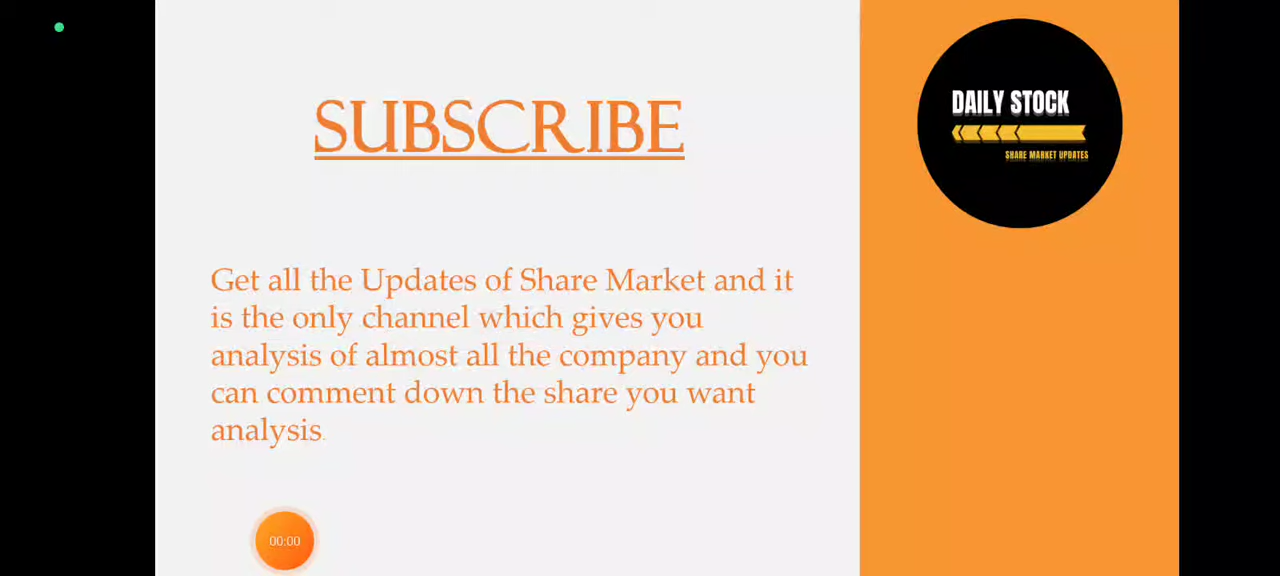 SUBSCRIBE
DAILY STOCK
SHARE MARKET UPDATES
Get all the Updates of Share Market and it
is the only channel which gives you
analysis of almost all the company and you
can comment down the share you want
analysis.
00:00